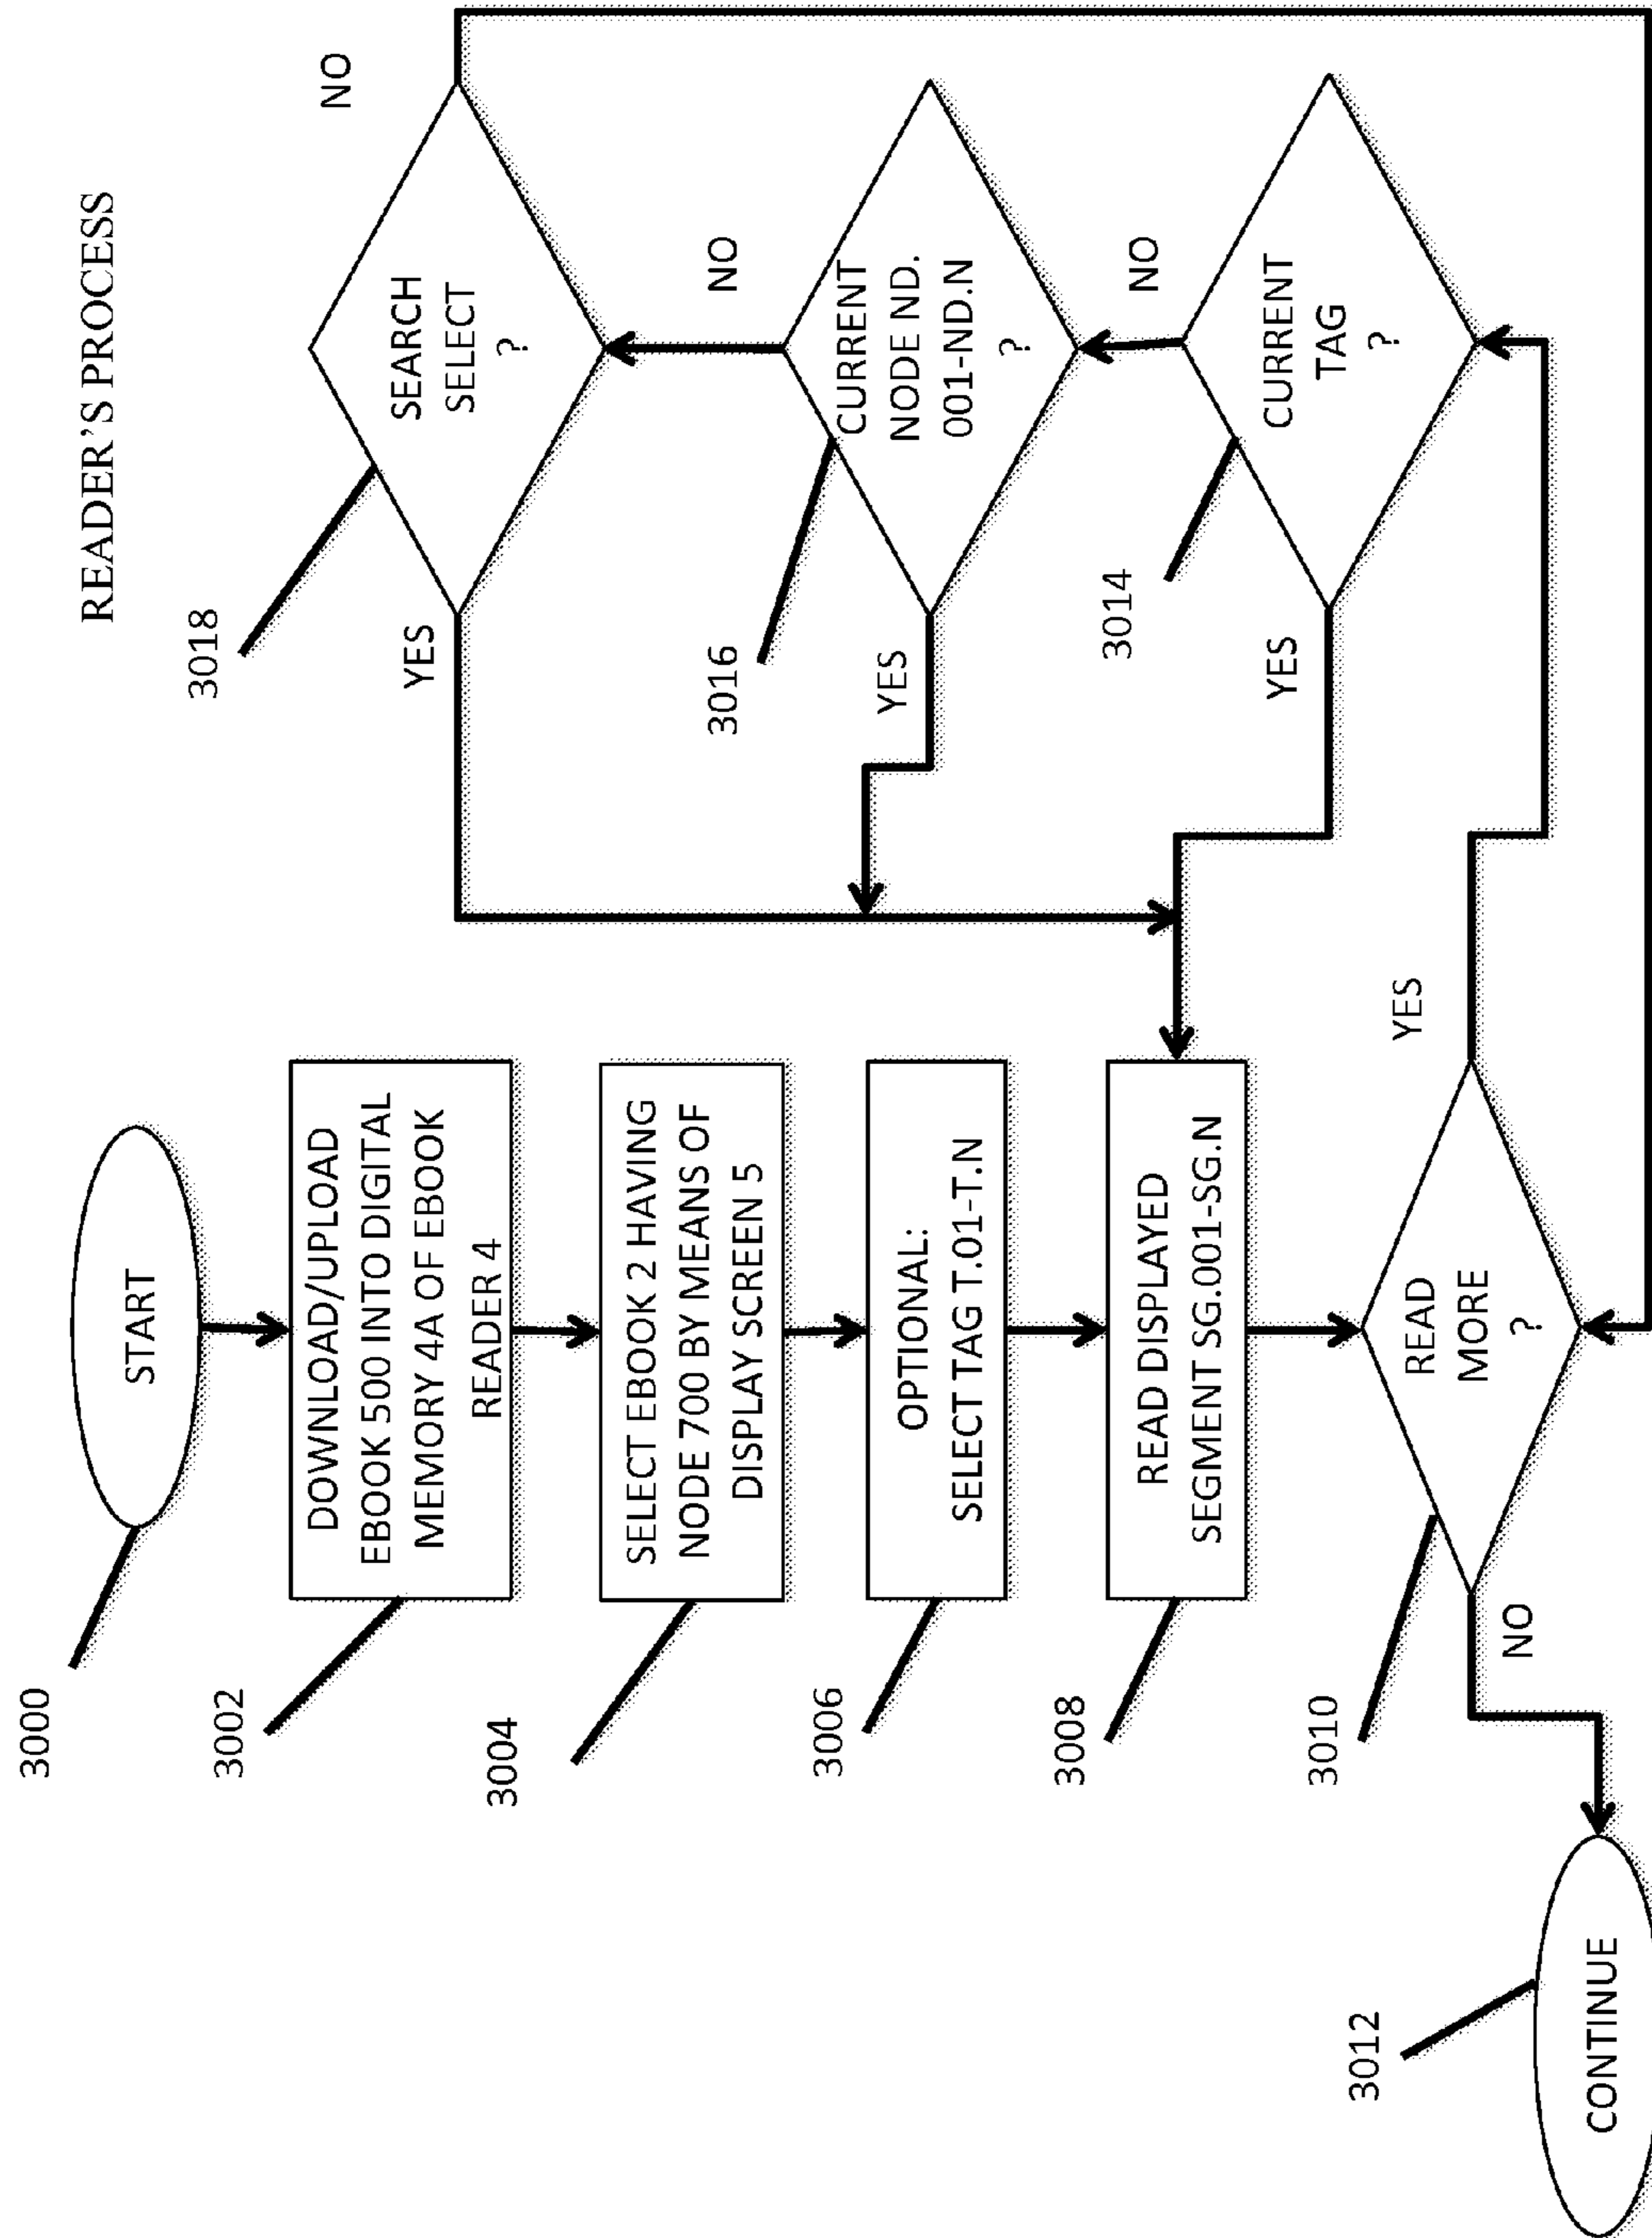 READER'S PROCESS
3000
START
3002
DOWNLOAD/UPLOAD
EBOOK 500 INTO DIGITAL
MEMORY 4A OF EBOOK
READER 4
3004
SELECT EBOOK 2 HAVING
NODE 700 BY MEANS OF
DISPLAY SCREEN 5
3006
OPTIONAL:
SELECT TAG T.01-T.N
3008
READ DISPLAYED
SEGMENT SG.001-SG.N
3010
READ
MORE
?
YES
NO
3012
CONTINUE
3018
SEARCH
SELECT
?
YES
NO
3016
CURRENT
NODE ND.
001-ND.N
?
YES
NO
3014
CURRENT
TAG
?
YES
NO